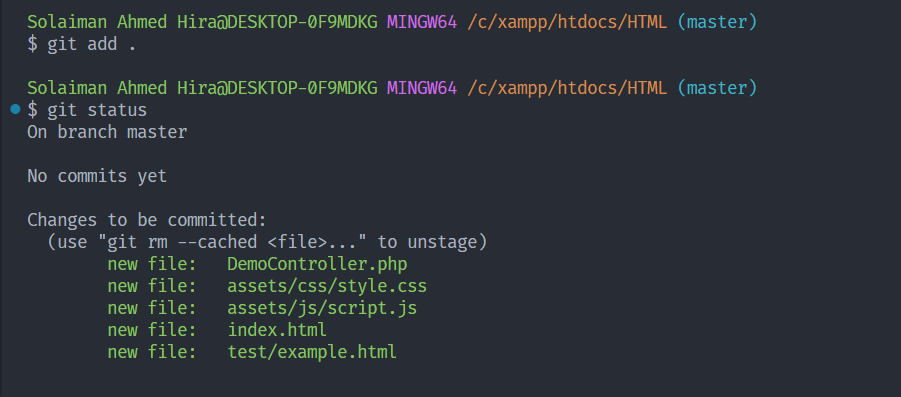 Solaiman Ahmed Hira@DESKTOP-0F9MDKG MINGW64 /c/xampp/htdocs/HTML (master)
$ git add .
Solaiman Ahmed Hira@DESKTOP-0F9MDKG MINGW64 /c/xampp/htdocs/HTML (master)
$ git status
On branch master
No commits yet
Changes to be committed:
  (use "git rm --cached <file>..." to unstage)
        new file:   DemoController.php
        new file:   assets/css/style.css
        new file:   assets/js/script.js
        new file:   index.html
        new file:   test/example.html